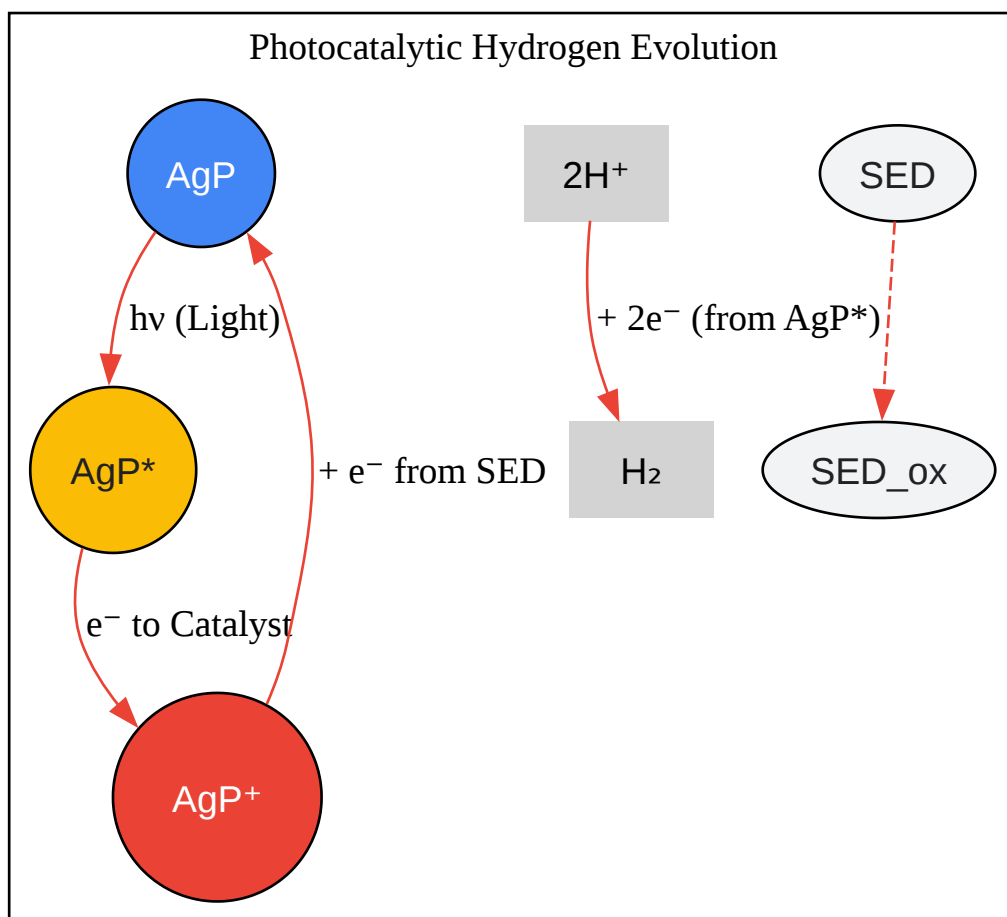 Photocatalytic Hydrogen Evolution
AgP
2H⁺
SED
hν (Light)
+ 2e⁻ (from AgP*)
AgP*
+ e⁻ from SED
H₂
SED_ox
e⁻ to Catalyst
AgP⁺